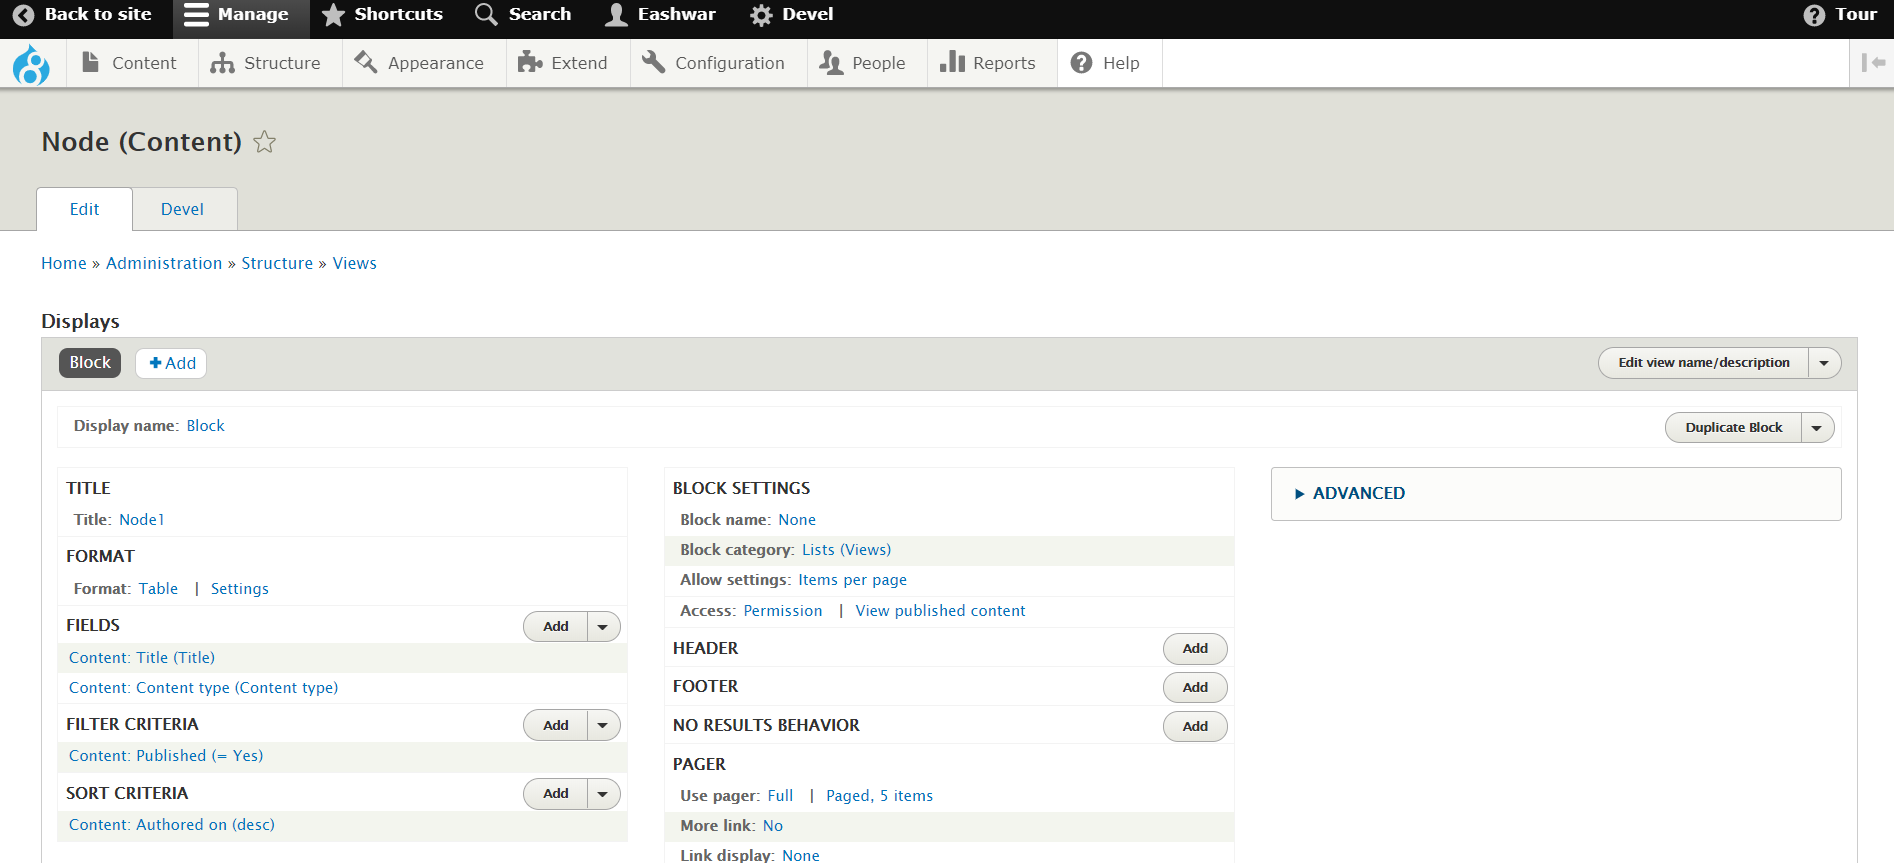 Back to site Manage Shortcuts Search Eashwar Devel Tour
Content Structure Appearance Extend Configuration People Reports Help
Node (Content)
Edit Devel
Home » Administration » Structure » Views
Displays
Block Add Edit view name/description
Display name: Block Duplicate Block
TITLE
Title: Node1
FORMAT
Format: Table | Settings
FIELDS Add
Content: Title (Title)
Content: Content type (Content type)
FILTER CRITERIA Add
Content: Published (= Yes)
SORT CRITERIA Add
Content: Authored on (desc)
BLOCK SETTINGS
Block name: None
Block category: Lists (Views)
Allow settings: Items per page
Access: Permission | View published content
HEADER Add
FOOTER Add
NO RESULTS BEHAVIOR Add
PAGER
Use pager: Full | Paged, 5 items
More link: No
Link display: None
ADVANCED